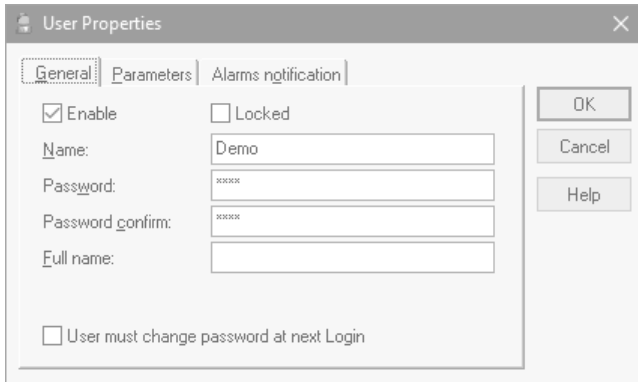 User Properties
General Parameters Alarms notification
Enable Locked OK
Name: Demo Cancel
Password: **** Help
Password confirm: ****
Full name:
User must change password at next Login